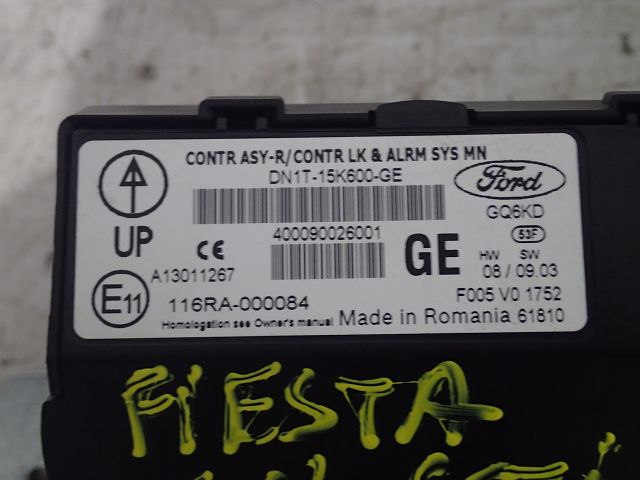 CONTR ASY-R/CONTR LK & ALRM SYS MN
DN1T-15K600-GE
Ford
GQ6KD
UP
CE
400090026001
GE
53F
HW SW
08 / 09.03
A13011267
E11
116RA-000084
F005 V0 1752
Homologation see Owner's manual
Made in Romania 61810
FIESTA